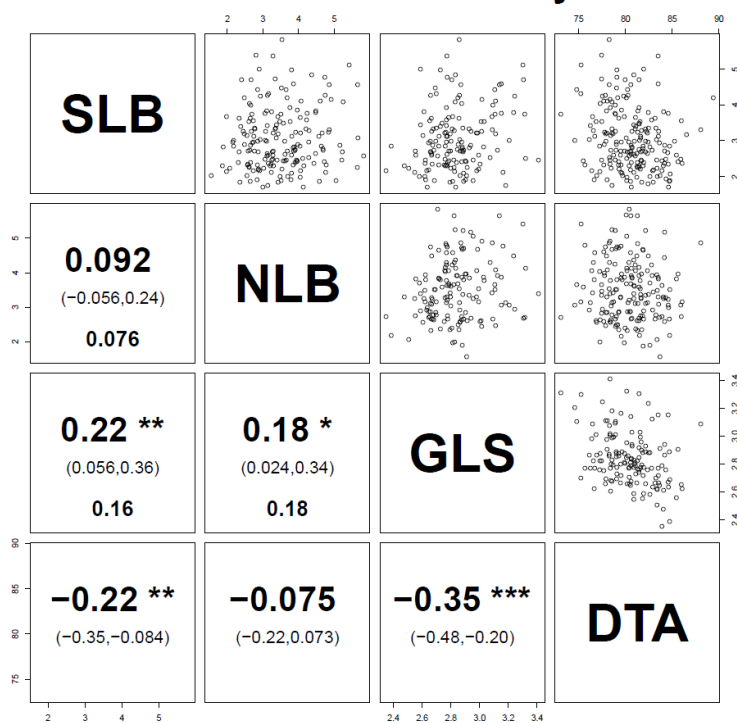 2 3 4 5
75 80 85 90
SLB
2 3 4 5
2 3 4 5
0.092
(−0.056,0.24)
0.076
NLB
0.22 **
(0.056,0.36)
0.16
0.18 *
(0.024,0.34)
0.18
GLS
2.4 2.6 2.8 3.0 3.2 3.4
75 80 85 90
−0.22 **
(−0.35,−0.084)
−0.075
(−0.22,0.073)
−0.35 ***
(−0.48,−0.20)
DTA
2 3 4 5
2.4 2.6 2.8 3.0 3.2 3.4